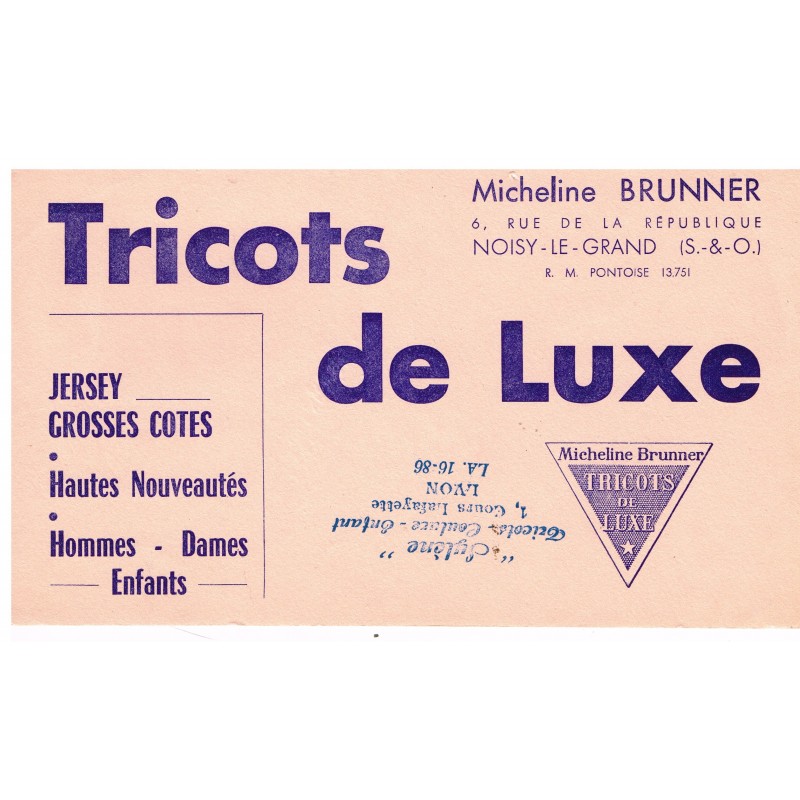 Tricots
de Luxe
Micheline BRUNNER
6, RUE DE LA RÉPUBLIQUE
NOISY-LE-GRAND (S.-&-O.)
R. M. PONTOISE 13.751
JERSEY
GROSSES COTES
Hautes Nouveautés
Hommes - Dames
Enfants
"Sylène"
Tricots - Couture - Enfant
1, Cours Lafayette
LYON
LA. 16-86
Micheline Brunner
TRICOTS
DE
LUXE